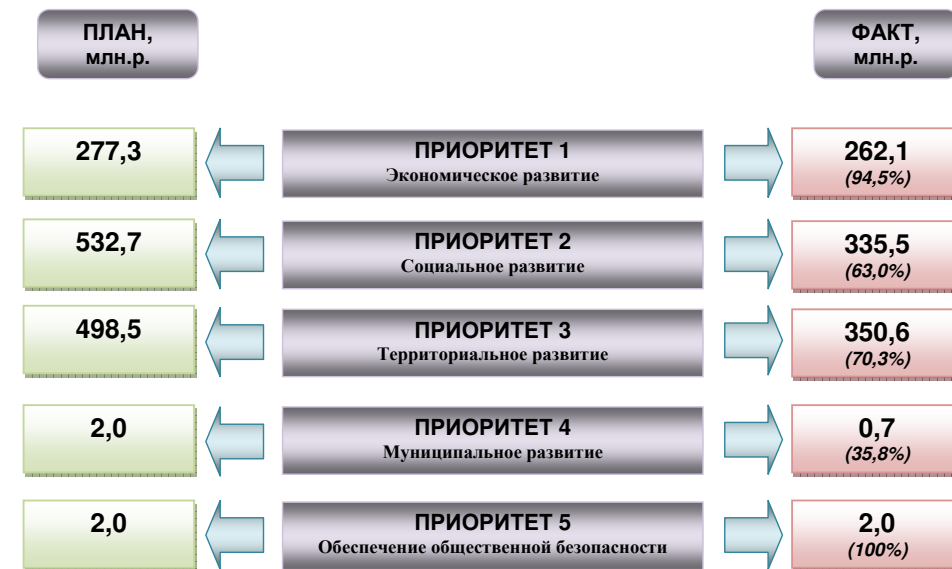 ПЛАН,
млн.р.
ФАКТ,
млн.р.
277,3
ПРИОРИТЕТ 1
Экономическое развитие
262,1
(94,5%)
532,7
ПРИОРИТЕТ 2
Социальное развитие
335,5
(63,0%)
498,5
ПРИОРИТЕТ 3
Территориальное развитие
350,6
(70,3%)
2,0
ПРИОРИТЕТ 4
Муниципальное развитие
0,7
(35,8%)
2,0
ПРИОРИТЕТ 5
Обеспечение общественной безопасности
2,0
(100%)